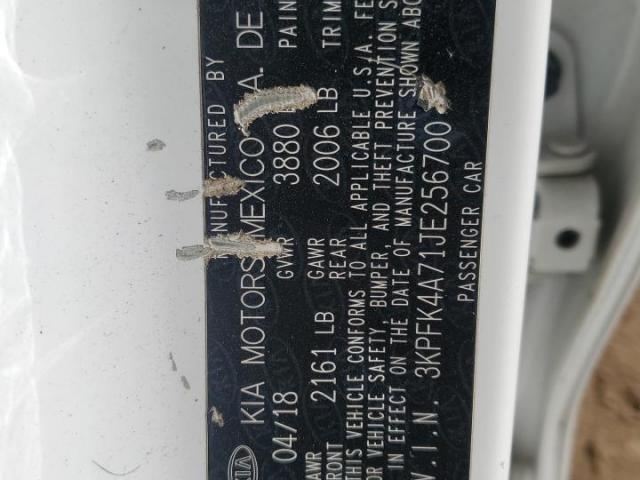 MANUFACTURED BY
KIA KIA MOTORS MEXICO S.A. DE
04/18 GVWR 3880 PAIN
GAWR FRONT 2161 LB GAWR REAR 2006 LB TRIM
THIS VEHICLE CONFORMS TO ALL APPLICABLE U.S.A. FE
OR VEHICLE SAFETY, BUMPER, AND THEFT PREVENTION S
IN EFFECT ON THE DATE OF MANUFACTURE SHOWN ABO
V.I.N. 3KPFK4A71JE256700
PASSENGER CAR